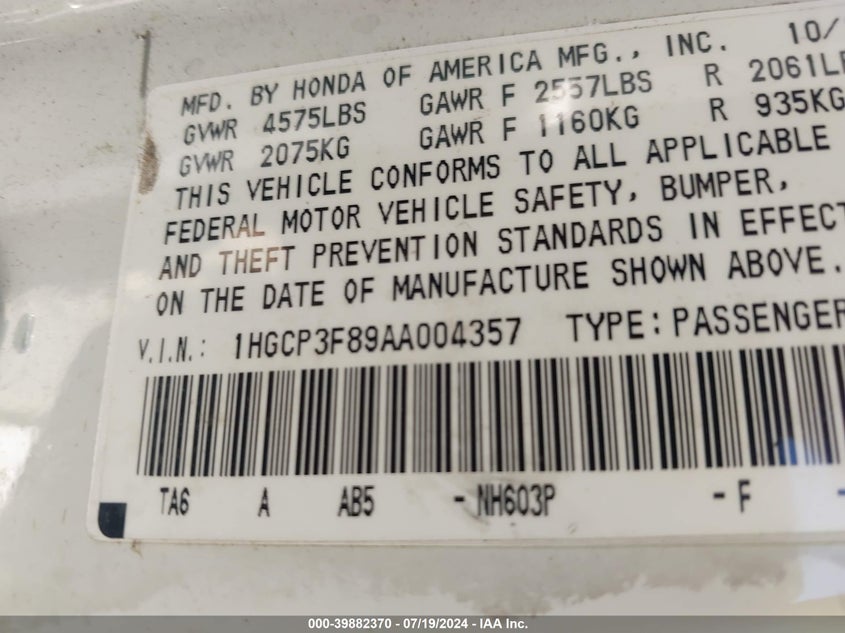 MFD. BY HONDA OF AMERICA MFG., INC. 10/
GVWR 4575LBS GAWR F 2557LBS R 2061LB
GVWR 2075KG GAWR F 1160KG R 935KG
THIS VEHICLE CONFORMS TO ALL APPLICABLE
FEDERAL MOTOR VEHICLE SAFETY, BUMPER,
AND THEFT PREVENTION STANDARDS IN EFFECT
ON THE DATE OF MANUFACTURE SHOWN ABOVE.
V.I.N.: 1HGCP3F89AA004357 TYPE: PASSENGER
TA6 A AB5 - NH603P - F -
000-39882370 - 07/19/2024 - IAA Inc.